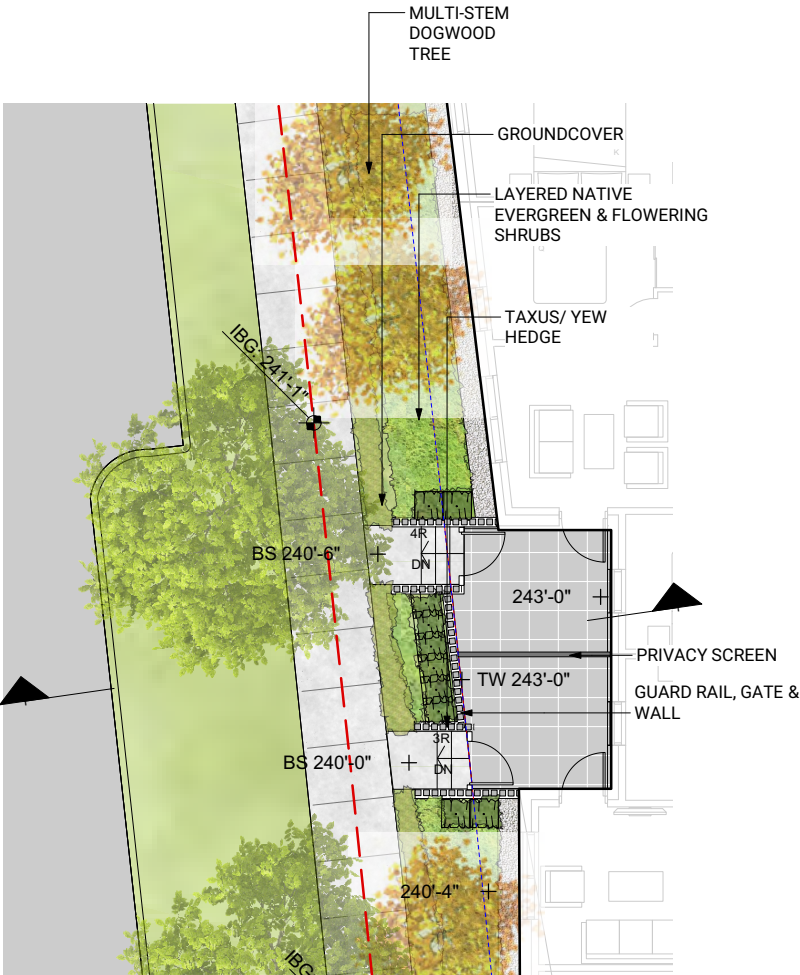 MULTI-STEM
DOGWOOD
TREE
GROUNDCOVER
LAYERED NATIVE
EVERGREEN & FLOWERING
SHRUBS
TAXUS/ YEW
HEDGE
IBG: 241'-1"
4R
BS 240'-6"
DN
243'-0"
PRIVACY SCREEN
TW 243'-0"
GUARD RAIL, GATE &
WALL
3R
BS 240'-0"
DN
240'-4"
IBG